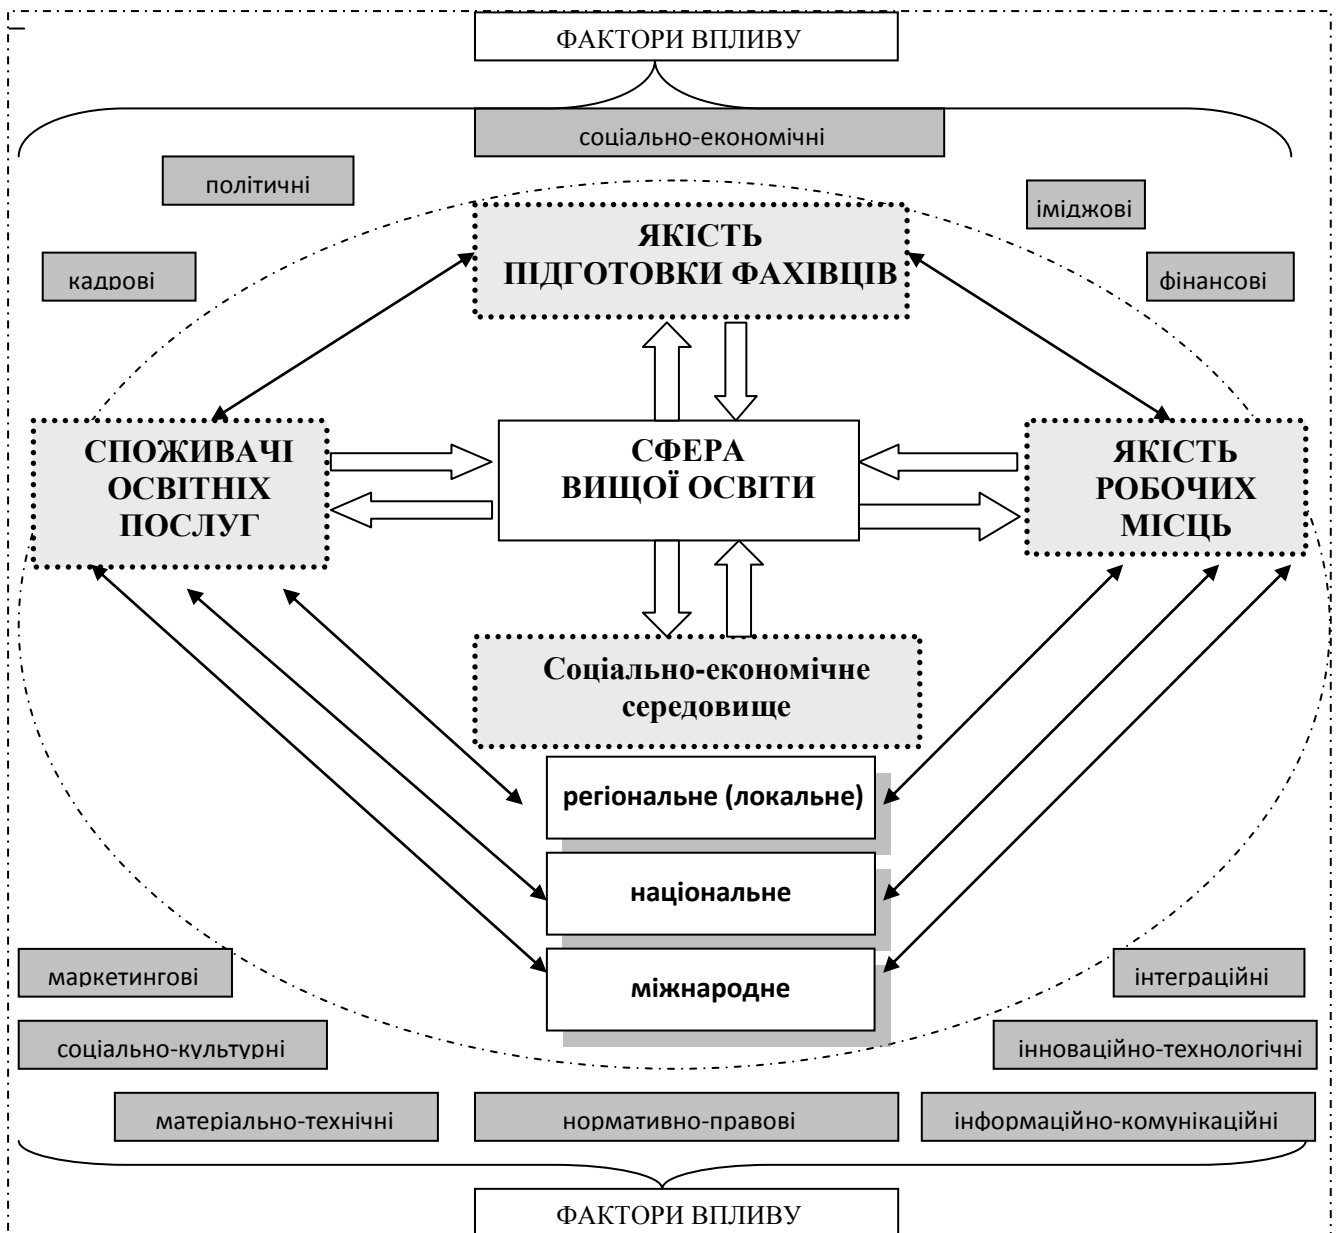 ФАКТОРИ ВПЛИВУ
соціально-економічні
політичні
іміджові
ЯКІСТЬ
ПІДГОТОВКИ ФАХІВЦІВ
кадрові
фінансові
СПОЖИВАЧІ
ОСВІТНІХ
ПОСЛУГ
СФЕРА
ВИЩОЇ ОСВІТИ
ЯКІСТЬ
РОБОЧИХ
МІСЦЬ
Соціально-економічне
середовище
регіональне (локальне)
національне
міжнародне
маркетингові
інтеграційні
соціально-культурні
інноваційно-технологічні
матеріально-технічні
нормативно-правові
інформаційно-комунікаційні
ФАКТОРИ ВПЛИВУ